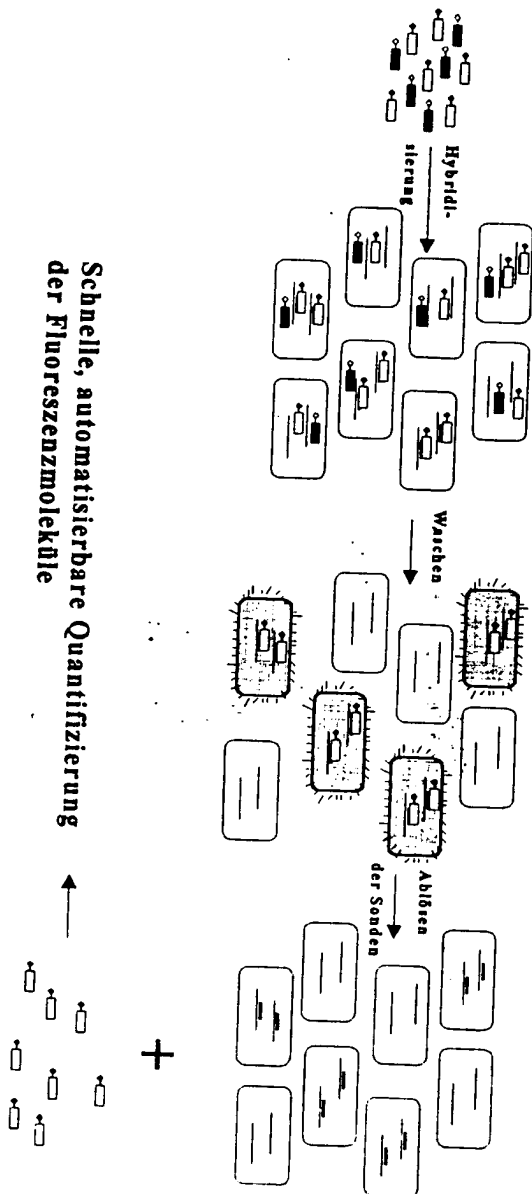 Hybridi-
sierung
Waschen
Ablösen
der Sonden
+
Schnelle, automatisierbare Quantifizierung
der Fluoreszenzmoleküle